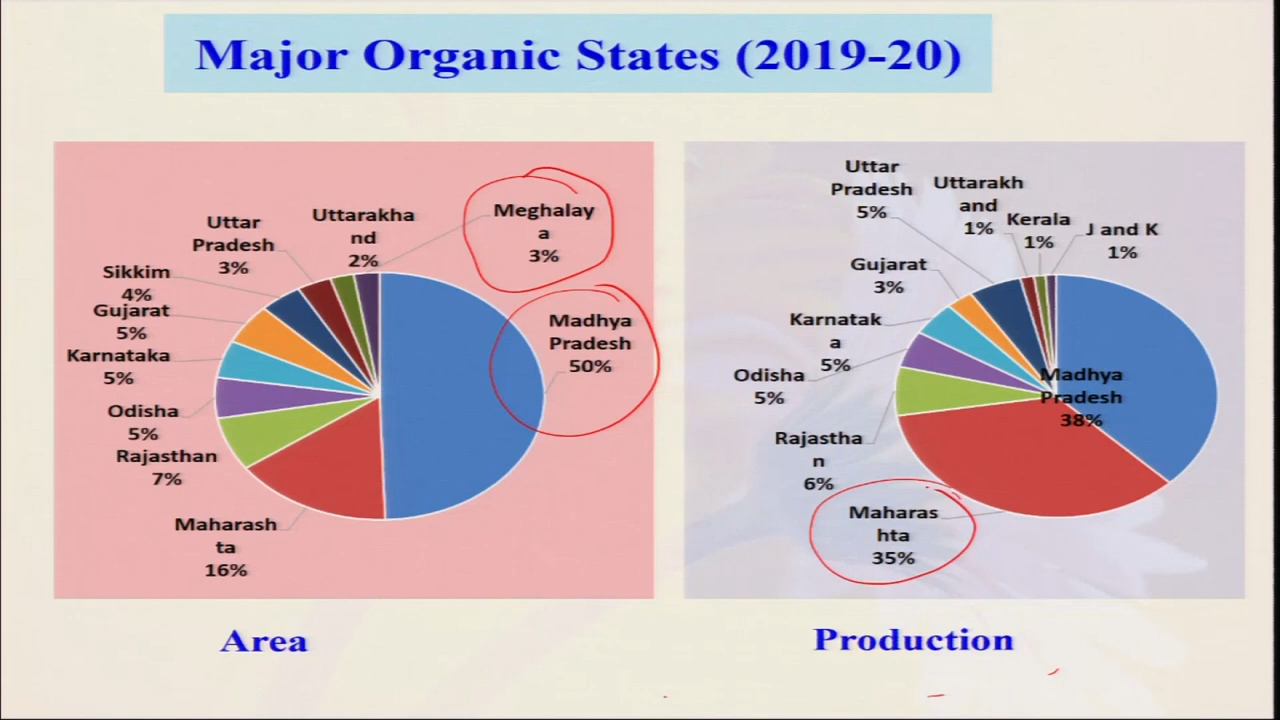 Major Organic States (2019-20)
Meghalay
a
3%
Uttarakha
nd
2%
Uttar
Pradesh
3%
Sikkim
4%
Gujarat
5%
Karnataka
5%
Odisha
5%
Rajasthan
7%
Maharash
ta
16%
Madhya
Pradesh
50%
Area
Uttar
Pradesh
5%
Uttarakh
and
1%
Kerala
1%
J and K
1%
Gujarat
3%
Karnatak
a
5%
Odisha
5%
Rajastha
n
6%
Maharas
hta
35%
Madhya
Pradesh
38%
Production